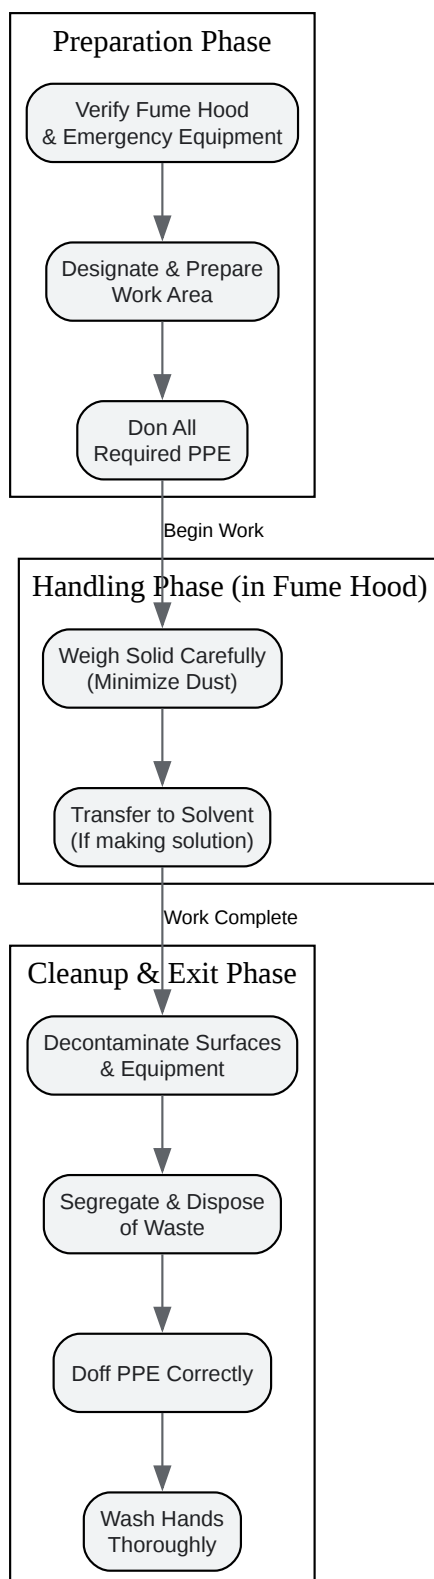 Preparation Phase
Verify Fume Hood
& Emergency Equipment
Designate & Prepare
Work Area
Don All
Required PPE
Begin Work
Handling Phase (in Fume Hood)
Weigh Solid Carefully
(Minimize Dust)
Transfer to Solvent
(If making solution)
Work Complete
Cleanup & Exit Phase
Decontaminate Surfaces
& Equipment
Segregate & Dispose
of Waste
Doff PPE Correctly
Wash Hands
Thoroughly